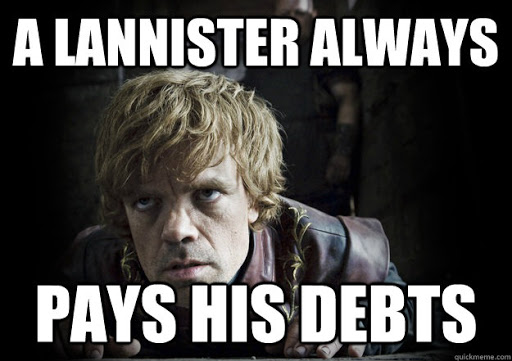 A LANNISTER ALWAYS
PAYS HIS DEBTS
quickmeme.com